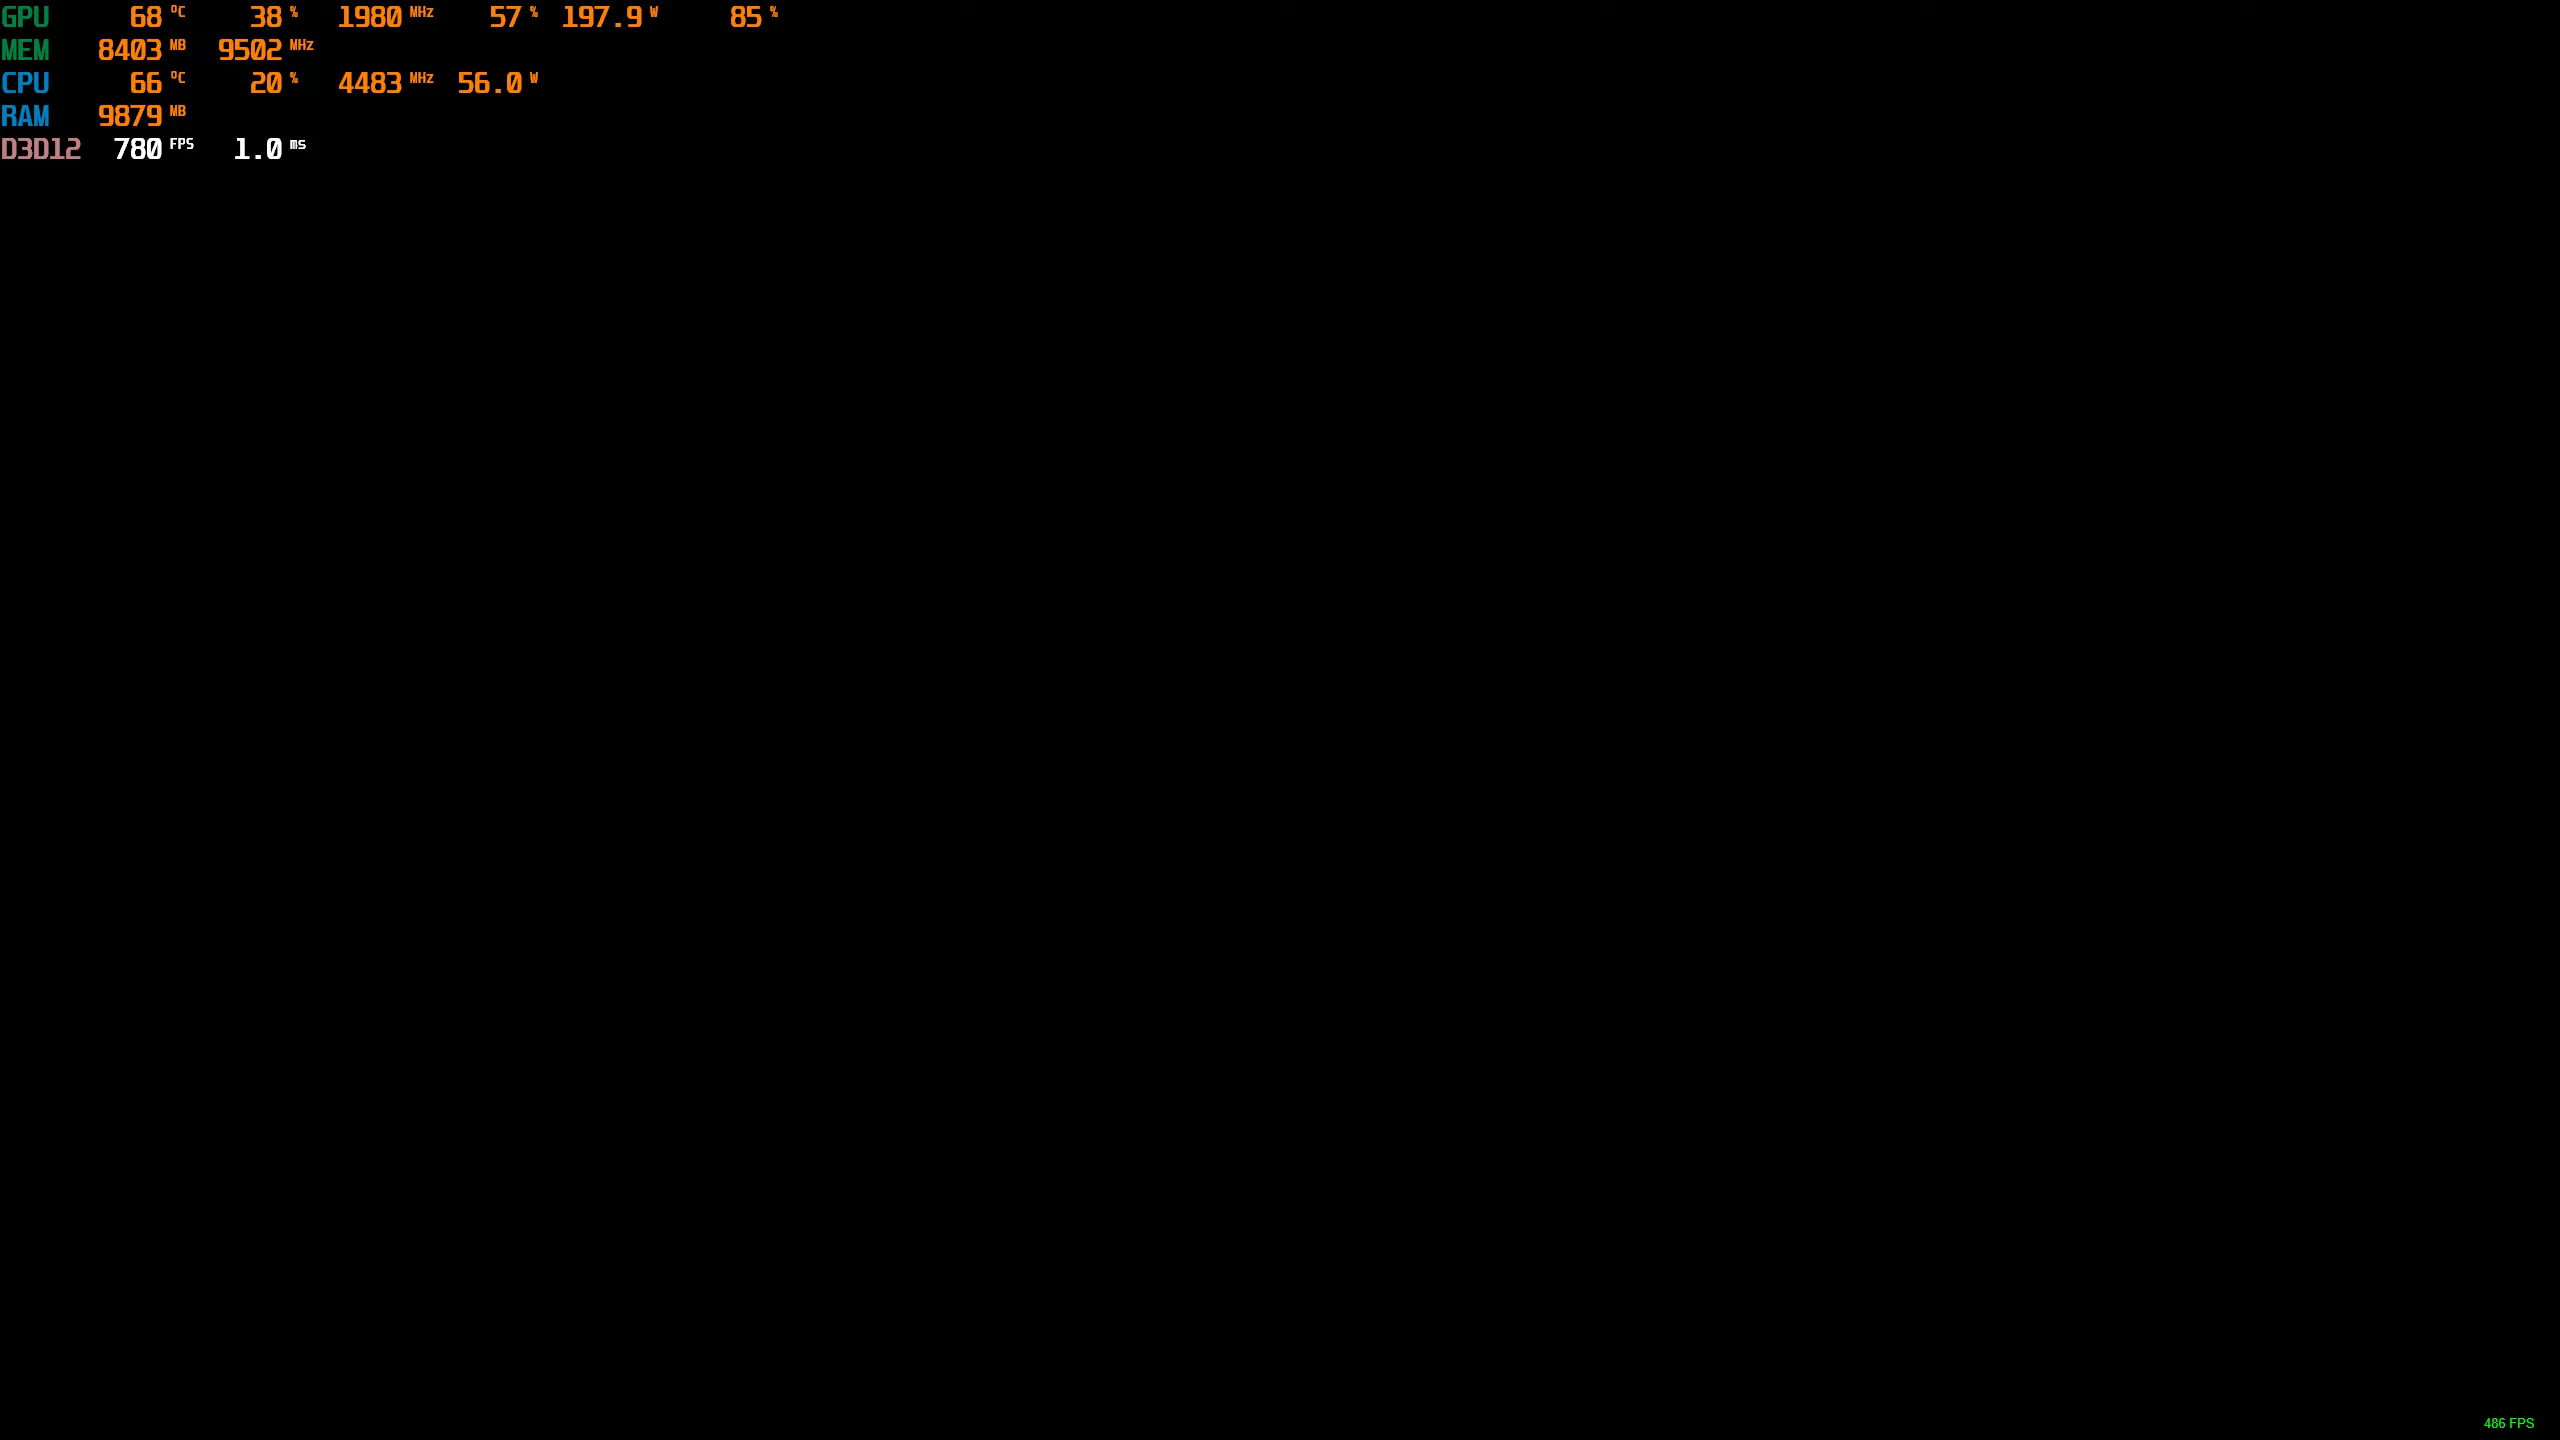 GPU 68 °C 38 % 1980 MHz 57 % 197.9 W 85 %
MEM 8403 MB 9502 MHz
CPU 66 °C 20 % 4483 MHz 56.0 W
RAM 9879 MB
D3D12 780 FPS 1.0 ms
486 FPS